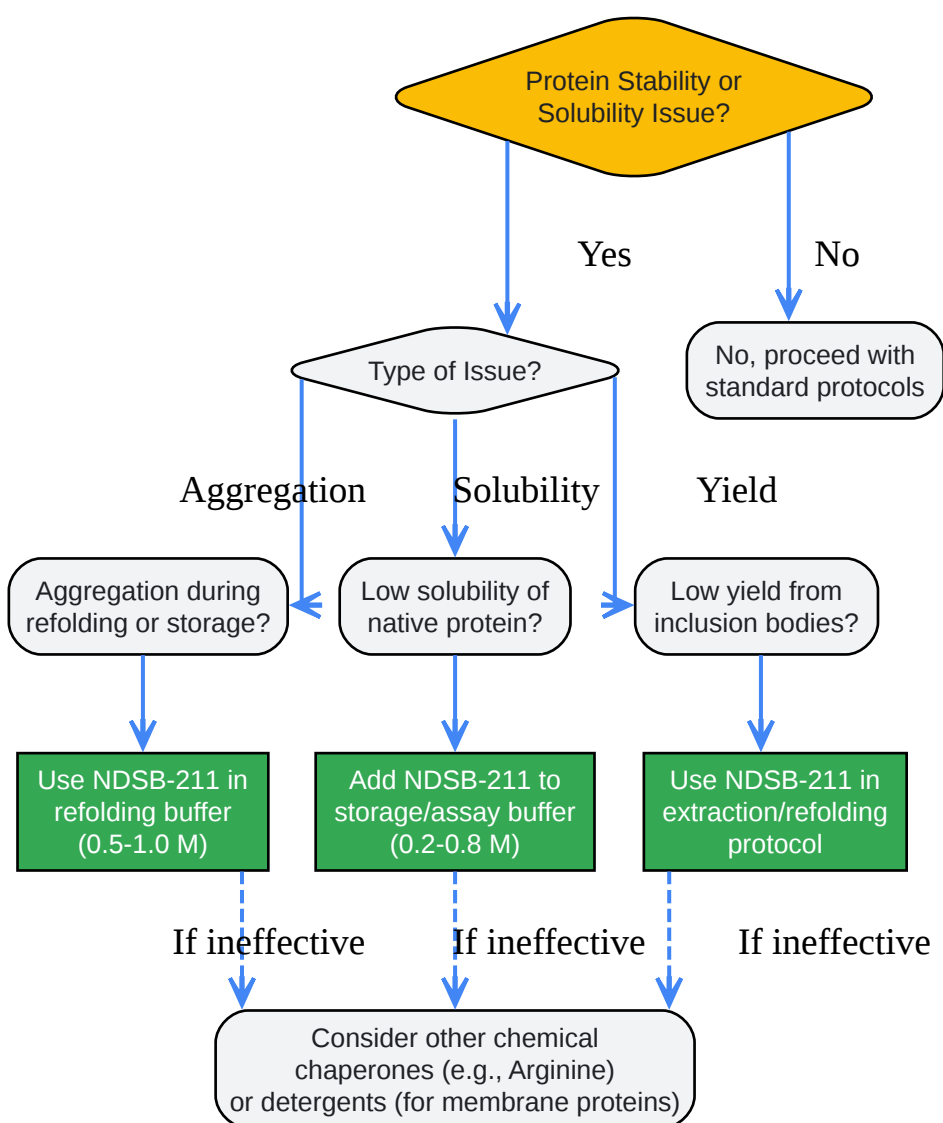 Protein Stability or
Solubility Issue?
Yes
No
Type of Issue?
No, proceed with
standard protocols
Aggregation
Solubility
Yield
Aggregation during
refolding or storage?
Low solubility of
native protein?
Low yield from
inclusion bodies?
Use NDSB-211 in
refolding buffer
(0.5-1.0 M)
Add NDSB-211 to
storage/assay buffer
(0.2-0.8 M)
Use NDSB-211 in
extraction/refolding
protocol
If ineffective
If ineffective
If ineffective
Consider other chemical
chaperones (e.g., Arginine)
or detergents (for membrane proteins)